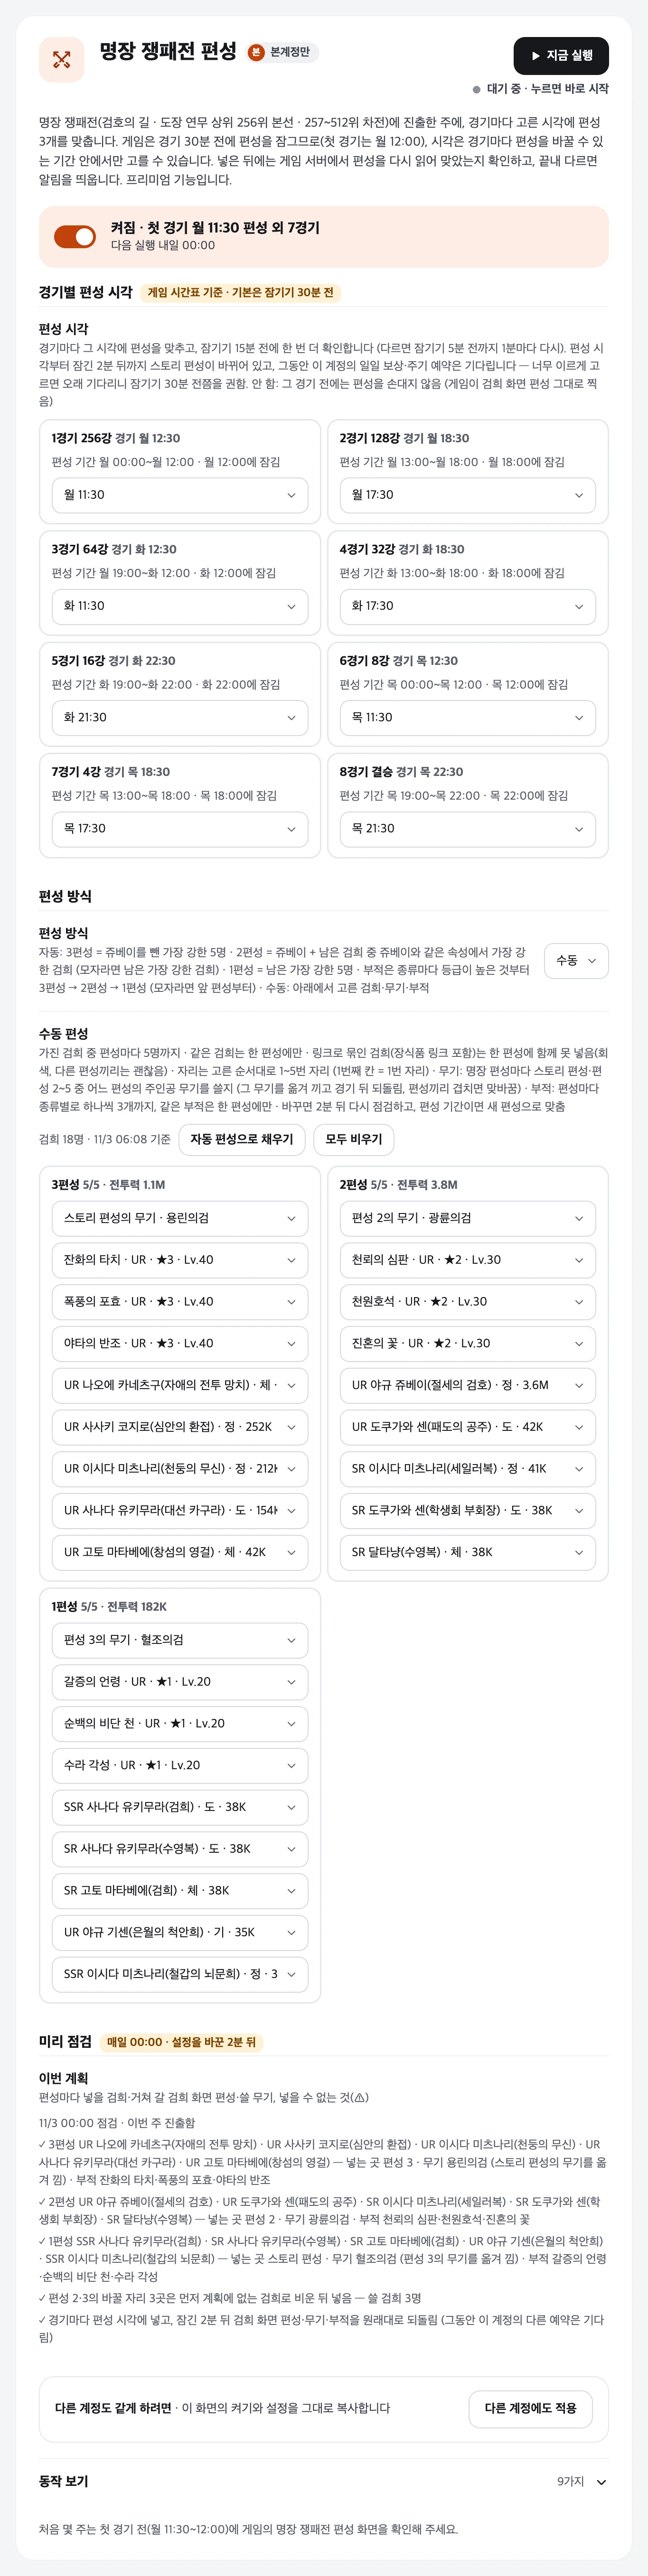 명장 쟁패전 편성 본 본계정만
▶ 지금 실행
대기 중 · 누르면 바로 시작
명장 쟁패전(검호의 길 · 도장 연무 상위 256위 본선 · 257~512위 차전)에 진출한 주에, 경기마다 고른 시각에 편성
3개를 맞춥니다. 게임은 경기 30분 전에 편성을 잠그므로(첫 경기는 월 12:00), 시각은 경기마다 편성을 바꿀 수 있
는 기간 안에서만 고를 수 있습니다. 넣은 뒤에는 게임 서버에서 편성을 다시 읽어 맞았는지 확인하고, 끝내 다르면
알림을 띄웁니다. 프리미엄 기능입니다.
켜짐 · 첫 경기 월 11:30 편성 외 7경기
다음 실행 내일 00:00
경기별 편성 시각 게임 시간표 기준 · 기본은 잠기기 30분 전
편성 시각
경기마다 그 시각에 편성을 맞추고, 잠기기 15분 전에 한 번 더 확인합니다 (다르면 잠기기 5분 전까지 1분마다 다시). 편성 시
각부터 잠긴 2분 뒤까지 스토리 편성이 바뀌어 있고, 그동안 이 계정의 일일 보상·주기 예약은 기다립니다 — 너무 이르게 고
르면 오래 기다리니 잠기기 30분 전쯤을 권함. 안 함: 그 경기 전에는 편성을 손대지 않음 (게임이 검희 화면 편성 그대로 찍
음)
1경기 256강 경기 월 12:30
편성 기간 월 00:00~월 12:00 · 월 12:00에 잠김
월 11:30
2경기 128강 경기 월 18:30
편성 기간 월 13:00~월 18:00 · 월 18:00에 잠김
월 17:30
3경기 64강 경기 화 12:30
편성 기간 월 19:00~화 12:00 · 화 12:00에 잠김
화 11:30
4경기 32강 경기 화 18:30
편성 기간 화 13:00~화 18:00 · 화 18:00에 잠김
화 17:30
5경기 16강 경기 화 22:30
편성 기간 화 19:00~화 22:00 · 화 22:00에 잠김
화 21:30
6경기 8강 경기 목 12:30
편성 기간 목 00:00~목 12:00 · 목 12:00에 잠김
목 11:30
7경기 4강 경기 목 18:30
편성 기간 목 13:00~목 18:00 · 목 18:00에 잠김
목 17:30
8경기 결승 경기 목 22:30
편성 기간 목 19:00~목 22:00 · 목 22:00에 잠김
목 21:30
편성 방식
편성 방식
자동: 3편성 = 쥬베이를 뺀 가장 강한 5명 · 2편성 = 쥬베이 + 남은 검희 중 쥬베이와 같은 속성에서 가장 강
한 검희 (모자라면 남은 가장 강한 검희) · 1편성 = 남은 가장 강한 5명 · 부적은 종류마다 등급이 높은 것부터
3편성 → 2편성 → 1편성 (모자라면 앞 편성부터) · 수동: 아래에서 고른 검희·무기·부적
수동
수동 편성
가진 검희 중 편성마다 5명까지 · 같은 검희는 한 편성에만 · 링크로 묶인 검희(장식품 링크 포함)는 한 편성에 함께 못 넣음(회
색, 다른 편성끼리는 괜찮음) · 자리는 고른 순서대로 1~5번 자리 (1번째 칸 = 1번 자리) · 무기: 명장 편성마다 스토리 편성·편
성 2~5 중 어느 편성의 주인공 무기를 쓸지 (그 무기를 옮겨 끼고 경기 뒤 되돌림, 편성끼리 겹치면 맞바꿈) · 부적: 편성마다
종류별로 하나씩 3개까지, 같은 부적은 한 편성에만 · 바꾸면 2분 뒤 다시 점검하고, 편성 기간이면 새 편성으로 맞춤
검희 18명 · 11/3 06:08 기준
자동 편성으로 채우기
모두 비우기
3편성 5/5 · 전투력 1.1M
스토리 편성의 무기 · 용린의검
잔화의 타치 · UR · ★3 · Lv.40
폭풍의 포효 · UR · ★3 · Lv.40
야타의 반조 · UR · ★3 · Lv.40
UR 나오에 카네츠구(자애의 전투 망치) · 체 ·
UR 사사키 코지로(심안의 환접) · 정 · 252K
UR 이시다 미츠나리(천둥의 무신) · 정 · 212K
UR 사나다 유키무라(대선 카구라) · 도 · 154K
UR 고토 마타베에(창섬의 영걸) · 체 · 42K
2편성 5/5 · 전투력 3.8M
편성 2의 무기 · 광륜의검
천뢰의 심판 · UR · ★2 · Lv.30
천원호석 · UR · ★2 · Lv.30
진혼의 꽃 · UR · ★2 · Lv.30
UR 야규 쥬베이(절세의 검호) · 정 · 3.6M
UR 도쿠가와 센(패도의 공주) · 도 · 42K
SR 이시다 미츠나리(세일러복) · 정 · 41K
SR 도쿠가와 센(학생회 부회장) · 도 · 38K
SR 달타냥(수영복) · 체 · 38K
1편성 5/5 · 전투력 182K
편성 3의 무기 · 혈조의검
갈증의 언령 · UR · ★1 · Lv.20
순백의 비단 천 · UR · ★1 · Lv.20
수라 각성 · UR · ★1 · Lv.20
SSR 사나다 유키무라(검희) · 도 · 38K
SR 사나다 유키무라(수영복) · 도 · 38K
SR 고토 마타베에(검희) · 체 · 38K
UR 야규 기센(은월의 척안희) · 기 · 35K
SSR 이시다 미츠나리(철갑의 뇌문희) · 정 · 3
미리 점검 매일 00:00 · 설정을 바꾼 2분 뒤
이번 계획
편성마다 넣을 검희·거쳐 갈 검희 화면 편성·쓸 무기, 넣을 수 없는 것(⚠)
11/3 00:00 점검 · 이번 주 진출함
✓ 3편성 UR 나오에 카네츠구(자애의 전투 망치) · UR 사사키 코지로(심안의 환접) · UR 이시다 미츠나리(천둥의 무신) · UR
사나다 유키무라(대선 카구라) · UR 고토 마타베에(창섬의 영걸) — 넣는 곳 편성 3 · 무기 용린의검 (스토리 편성의 무기를 옮
겨 낌) · 부적 잔화의 타치·폭풍의 포효·야타의 반조
✓ 2편성 UR 야규 쥬베이(절세의 검호) · UR 도쿠가와 센(패도의 공주) · SR 이시다 미츠나리(세일러복) · SR 도쿠가와 센(학
생회 부회장) · SR 달타냥(수영복) — 넣는 곳 편성 2 · 무기 광륜의검 · 부적 천뢰의 심판·천원호석·진혼의 꽃
✓ 1편성 SSR 사나다 유키무라(검희) · SR 사나다 유키무라(수영복) · SR 고토 마타베에(검희) · UR 야규 기센(은월의 척안희)
· SSR 이시다 미츠나리(철갑의 뇌문희) — 넣는 곳 스토리 편성 · 무기 혈조의검 (편성 3의 무기를 옮겨 낌) · 부적 갈증의 언령
·순백의 비단 천·수라 각성
✓ 편성 2·3의 바꿀 자리 3곳은 먼저 계획에 없는 검희로 비운 뒤 넣음 — 쓸 검희 3명
✓ 경기마다 편성 시각에 넣고, 잠긴 2분 뒤 검희 화면 편성·무기·부적을 원래대로 되돌림 (그동안 이 계정의 다른 예약은 기다
림)
다른 계정도 같게 하려면 · 이 화면의 켜기와 설정을 그대로 복사합니다
다른 계정에도 적용
동작 보기
9가지
처음 몇 주는 첫 경기 전(월 11:30~12:00)에 게임의 명장 쟁패전 편성 화면을 확인해 주세요.